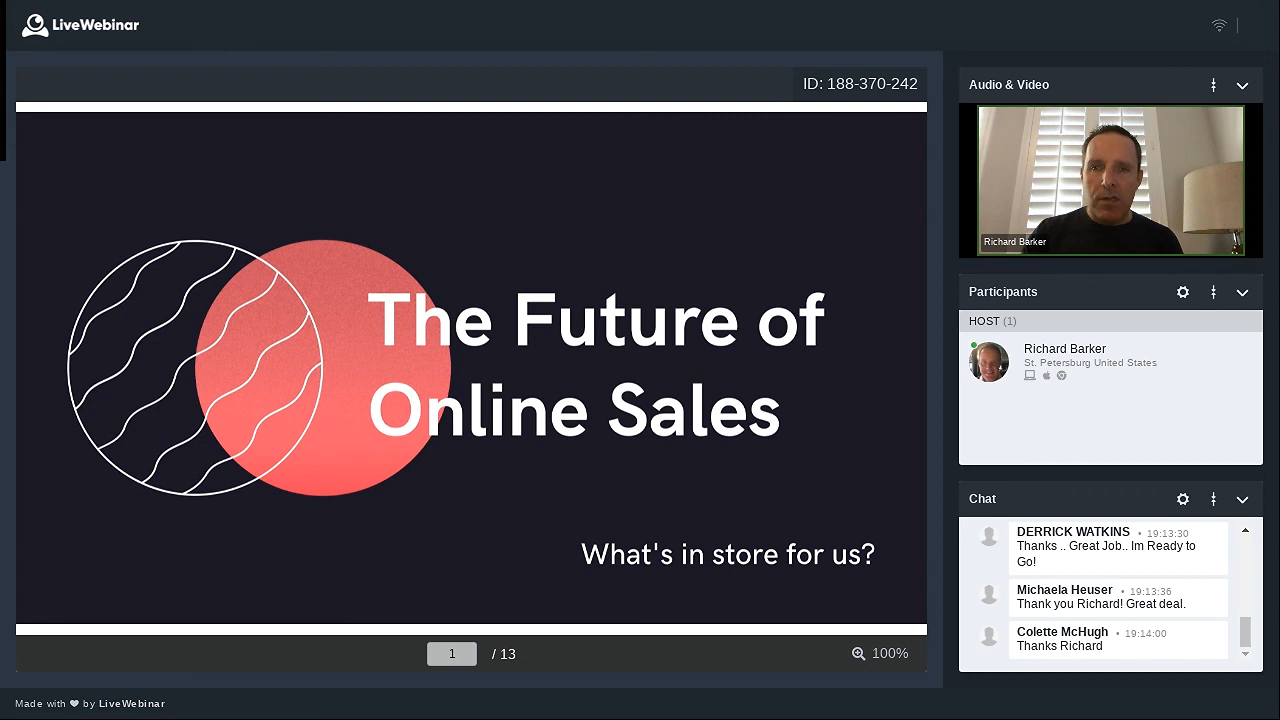 LiveWebinar
ID: 188-370-242
The Future of
Online Sales
What's in store for us?
1 / 13
100%
Audio & Video
Richard Barker
Participants
HOST (1)
Richard Barker
St. Petersburg United States
Chat
DERRICK WATKINS • 19:13:30
Thanks .. Great Job.. Im Ready to
Go!
Michaela Heuser • 19:13:36
Thank you Richard! Great deal.
Colette McHugh • 19:14:00
Thanks Richard
Made with ❤ by LiveWebinar